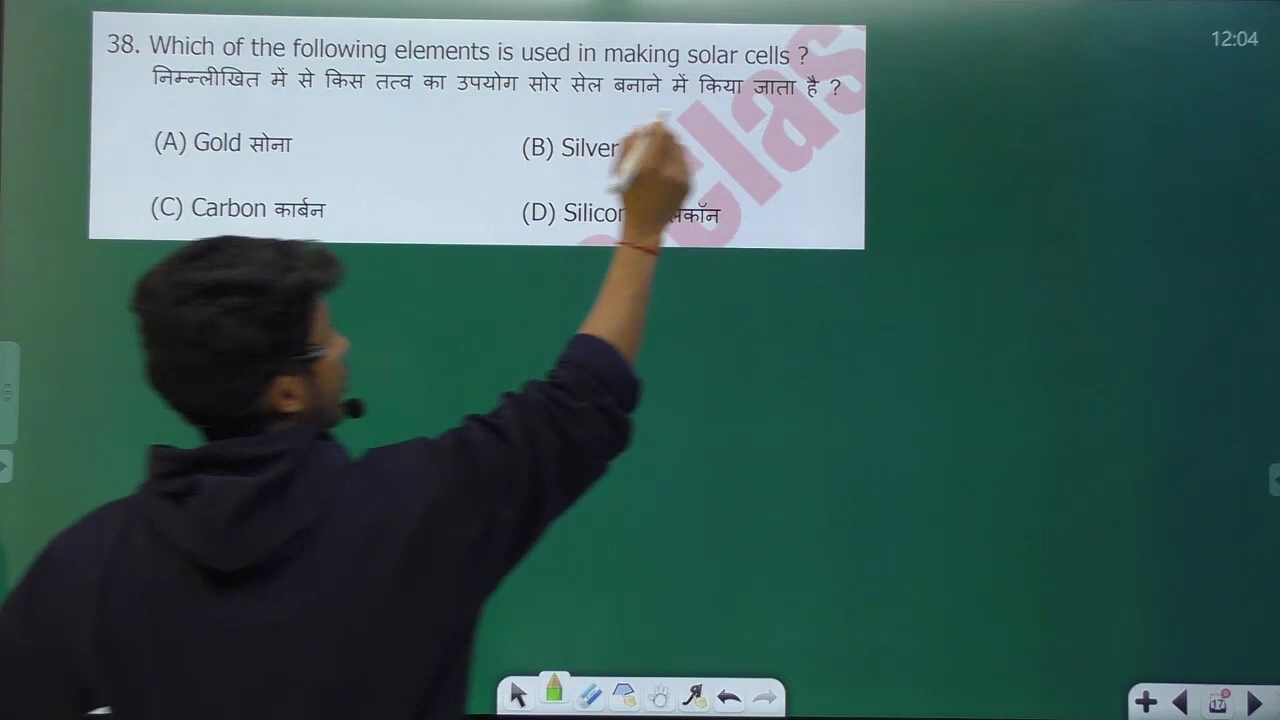 12:04
38. Which of the following elements is used in making solar cells ?
निम्न्लीखित में से किस तत्व का उपयोग सोर सेल बनाने में किया जाता है ?
(A) Gold सोना
(B) Silver
(C) Carbon कार्बन
(D) Silicon
17